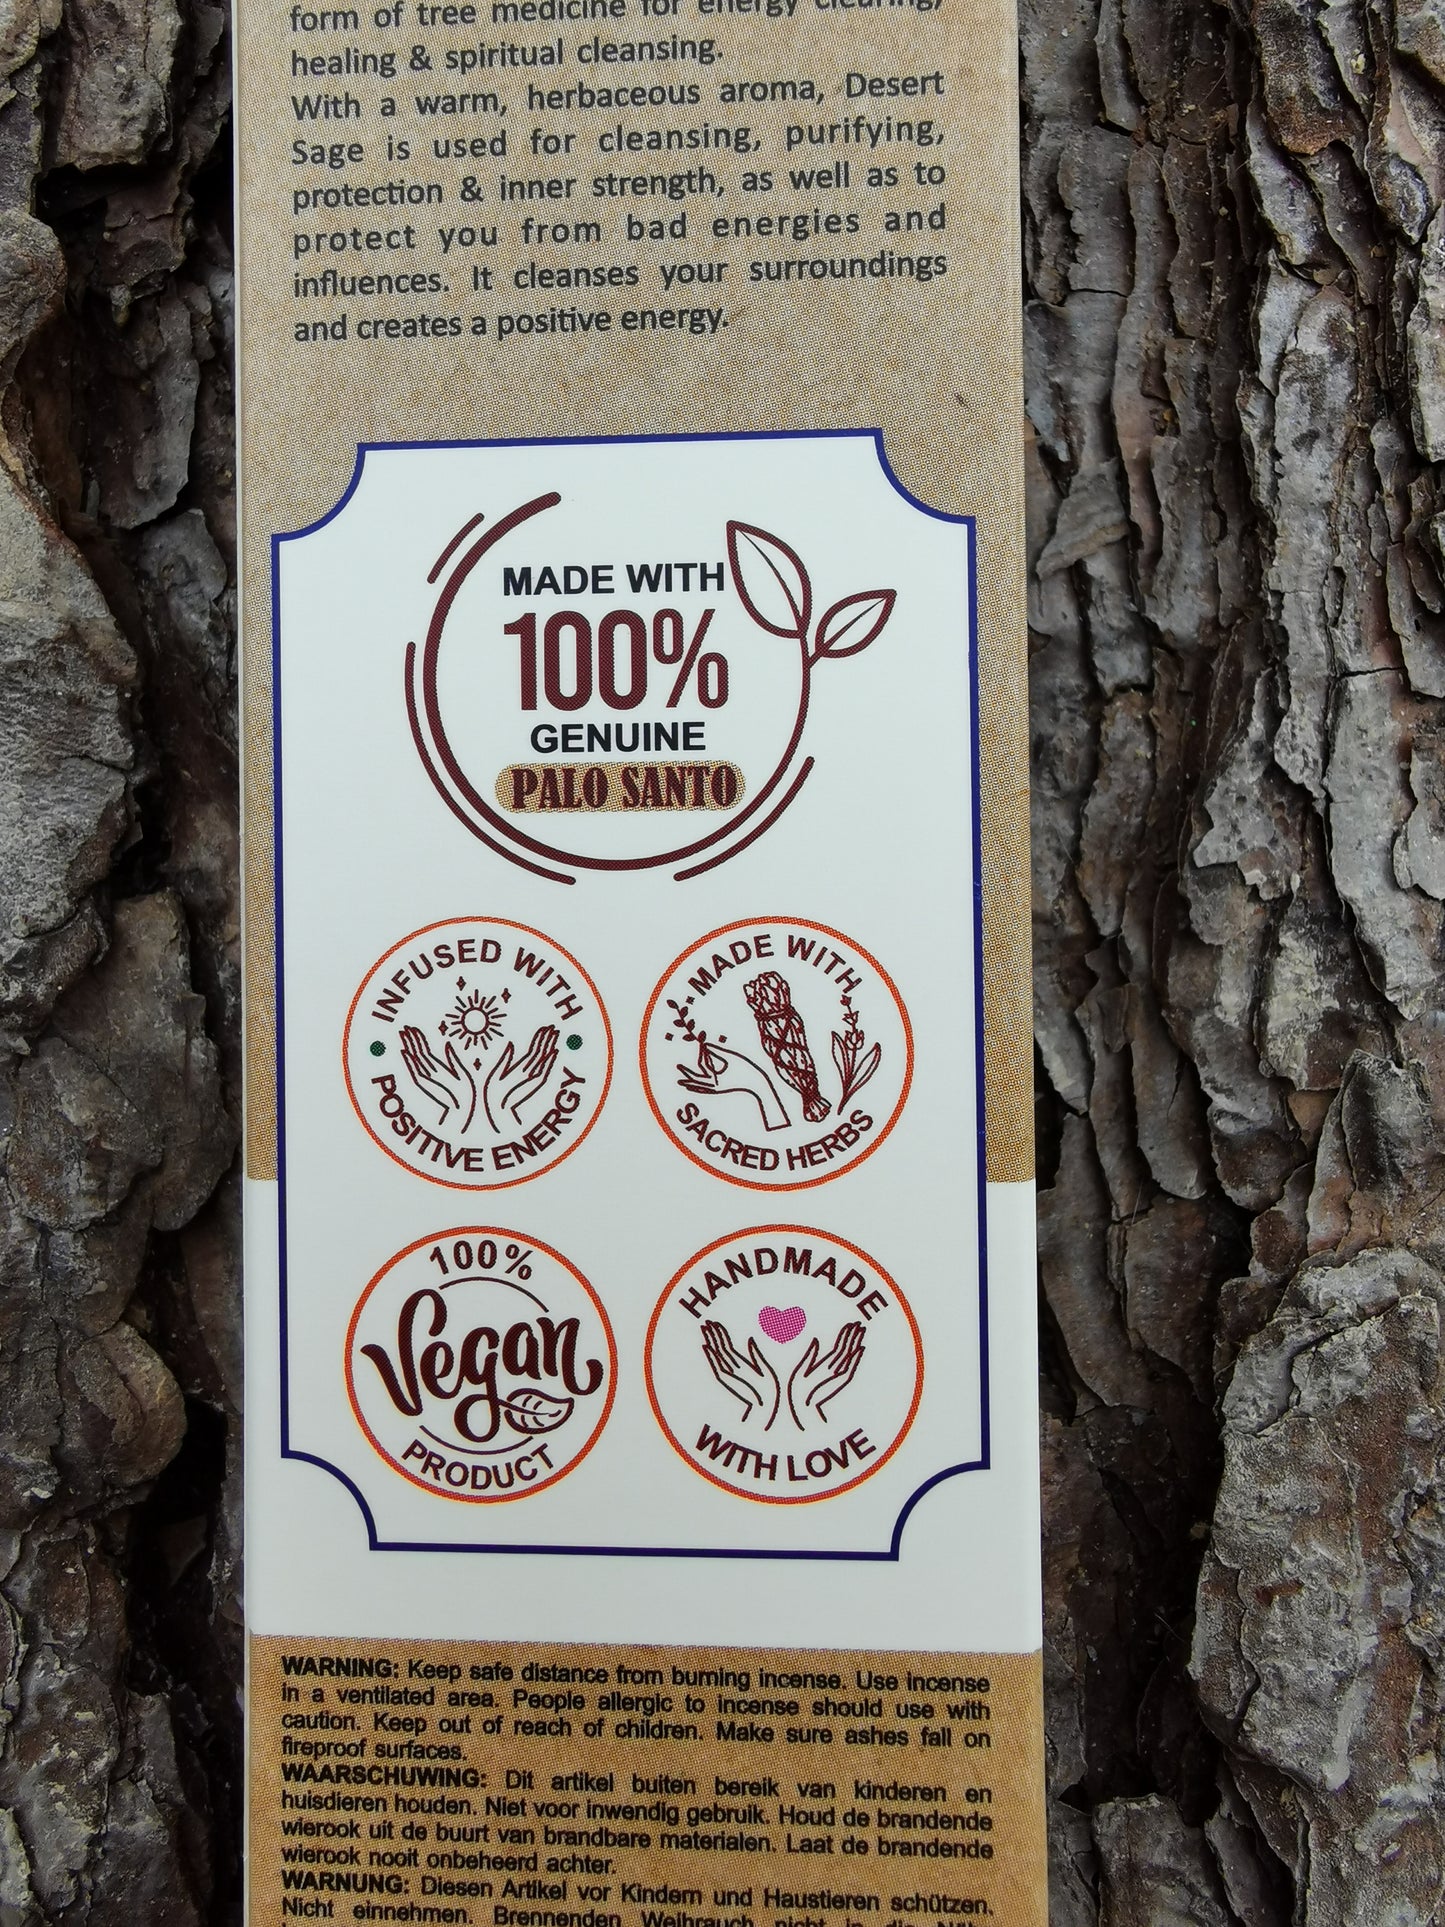 form of tree medicine for energy clearing,
healing & spiritual cleansing.
With a warm, herbaceous aroma, Desert
Sage is used for cleansing, purifying,
protection & inner strength, as well as to
protect you from bad energies and
influences. It cleanses your surroundings
and creates a positive energy.
MADE WITH
100%
GENUINE
PALO SANTO
INFUSED WITH
POSITIVE ENERGY
MADE WITH
SACRED HERBS
100%
Vegan
PRODUCT
HANDMADE
WITH LOVE
WARNING: Keep safe distance from burning incense. Use incense
in a ventilated area. People allergic to incense should use with
caution. Keep out of reach of children. Make sure ashes fall on
fireproof surfaces.
WAARSCHUWING: Dit artikel buiten bereik van kinderen en
huisdieren houden. Niet voor inwendig gebruik. Houd de brandende
wierook uit de buurt van brandbare materialen. Laat de brandende
wierook nooit onbeheerd achter.
WARNUNG: Diesen Artikel vor Kindern und Haustieren schützen.
Nicht einnehmen. Brennenden Weihrauch nicht in die